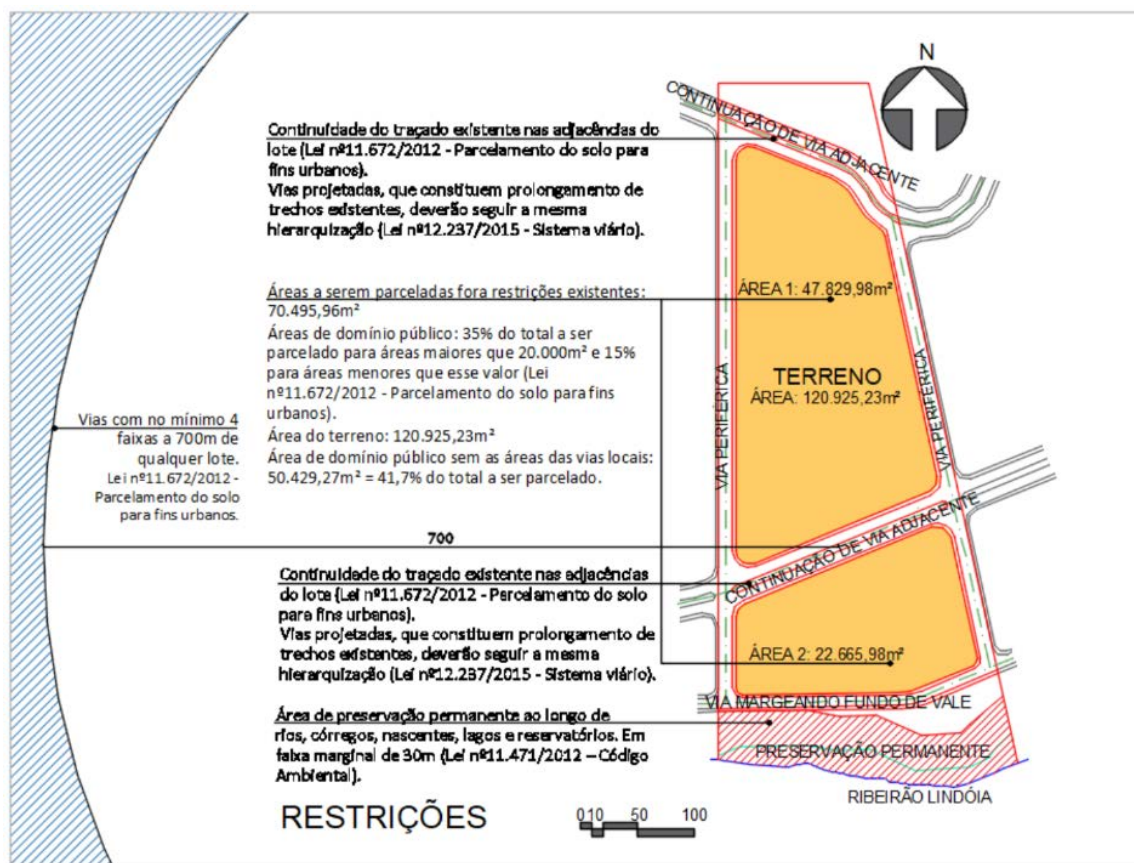 N
CONTINUAÇÃO DE VIA ADJACENTE
Continuidade do traçado existente nas adjacências do
lote (Lei nº11.672/2012 - Parcelamento do solo para
fins urbanos).
Vias projetadas, que constituem prolongamento de
trechos existentes, deverão seguir a mesma
hierarquização (Lei nº12.237/2015 - Sistema viário).
Áreas a serem parceladas fora restrições existentes:
70.495,96m²
Áreas de domínio público: 35% do total a ser
parcelado para áreas maiores que 20.000m² e 15%
para áreas menores que esse valor (Lei
nº11.672/2012 - Parcelamento do solo para fins
urbanos).
Área do terreno: 120.925,23m²
Área de domínio público sem as áreas das vias locais:
50.429,27m² = 41,7% do total a ser parcelado.
ÁREA 1: 47.829,98m²
TERRENO
ÁREA: 120.925,23m²
VIA PERIFÉRICA
VIA PERIFÉRICA
Vias com no mínimo 4
faixas a 700m de
qualquer lote.
Lei nº11.672/2012 -
Parcelamento do solo
para fins urbanos.
700
CONTINUAÇÃO DE VIA ADJACENTE
Continuidade do traçado existente nas adjacências
do lote (Lei nº11.672/2012 - Parcelamento do solo
para fins urbanos).
Vias projetadas, que constituem prolongamento de
trechos existentes, deverão seguir a mesma
hierarquização (Lei nº12.237/2015 - Sistema viário).
ÁREA 2: 22.665,98m²
VIA MARGEANDO FUNDO DE VALE
Área de preservação permanente ao longo de
rios, córregos, nascentes, lagos e reservatórios. Em
faixa marginal de 30m (Lei nº11.471/2012 – Código
Ambiental).
PRESERVAÇÃO PERMANENTE
RIBEIRÃO LINDÓIA
RESTRIÇÕES
0 10 50 100